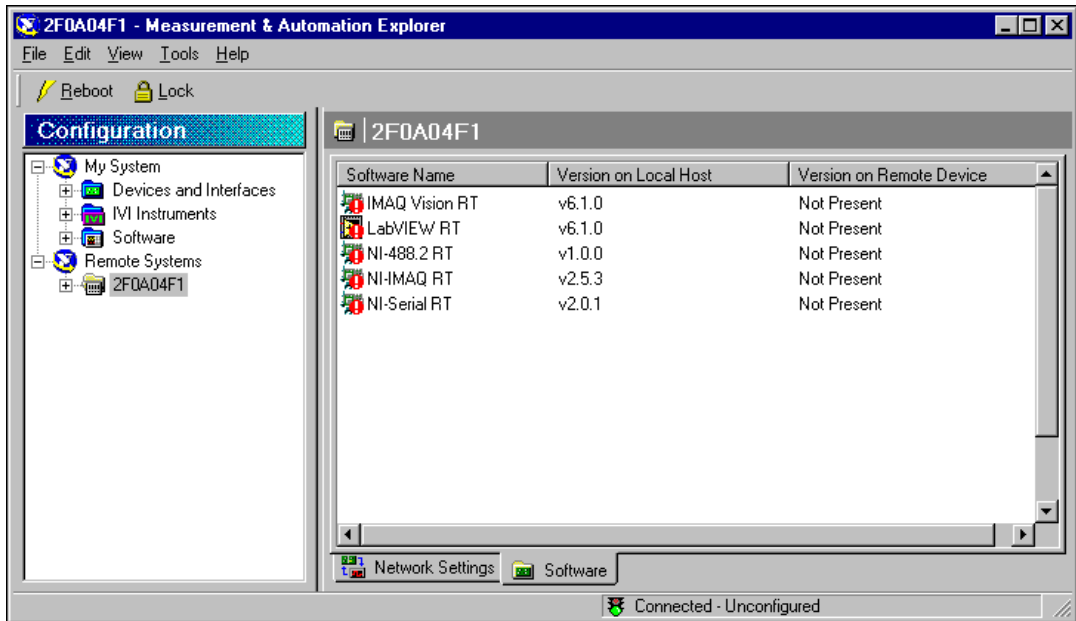 2F0A04F1 - Measurement & Automation Explorer
File Edit View Tools Help
Reboot Lock
Configuration
My System
Devices and Interfaces
IVI Instruments
Software
Remote Systems
2F0A04F1
2F0A04F1
Software Name Version on Local Host Version on Remote Device
IMAQ Vision RT v6.1.0 Not Present
LabVIEW RT v6.1.0 Not Present
NI-488.2 RT v1.0.0 Not Present
NI-IMAQ RT v2.5.3 Not Present
NI-Serial RT v2.0.1 Not Present
Network Settings Software
Connected - Unconfigured